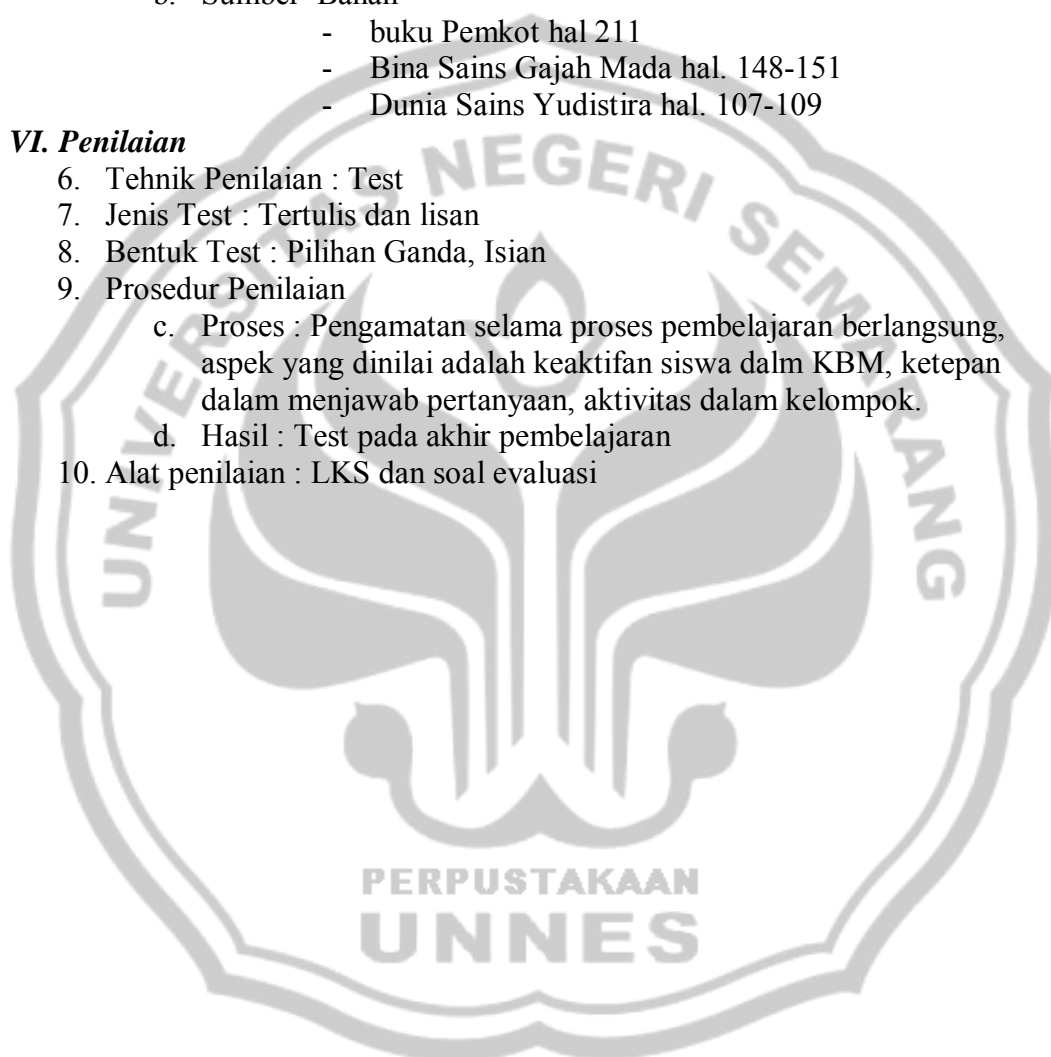 b. Sumber Bahan
- buku Pemkot hal 211
- Bina Sains Gajah Mada hal. 148-151
- Dunia Sains Yudistira hal. 107-109
VI. Penilaian
6. Tehnik Penilaian : Test
7. Jenis Test : Tertulis dan lisan
8. Bentuk Test : Pilihan Ganda, Isian
9. Prosedur Penilaian
c. Proses : Pengamatan selama proses pembelajaran berlangsung,
aspek yang dinilai adalah keaktifan siswa dalm KBM, ketepan
dalam menjawab pertanyaan, aktivitas dalam kelompok.
d. Hasil : Test pada akhir pembelajaran
10. Alat penilaian : LKS dan soal evaluasi
UNIVERSITAS NEGERI SEMARANG
PERPUSTAKAAN
UNNES